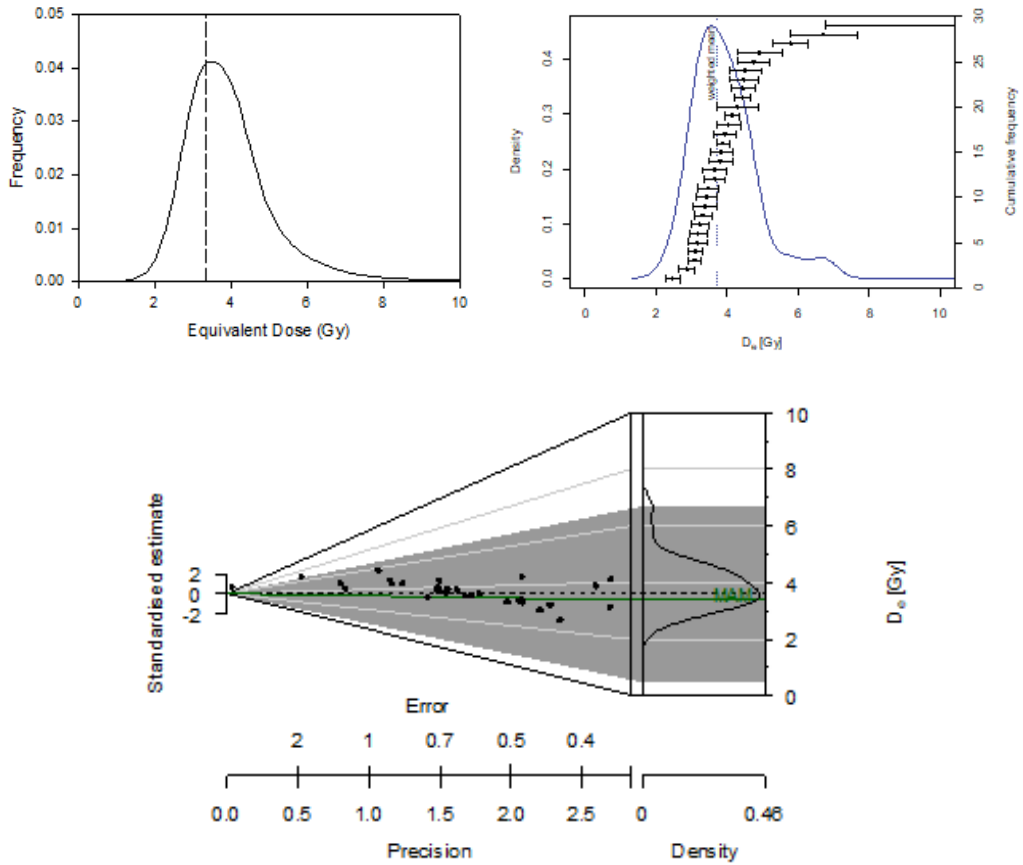 0.05
0.04
0.03
0.02
0.01
0.00
Frequency
0 2 4 6 8 10
Equivalent Dose (Gy)
0.4
0.3
0.2
0.1
0.0
Density
weighted mean
30
25
20
15
10
5
0
Cumulative frequency
0 2 4 6 8 10
De [Gy]
Standardised estimate
2
0
-2
10
8
6
4
2
0
MAM
De [Gy]
Error
2 1 0.7 0.5 0.4
0.0 0.5 1.0 1.5 2.0 2.5 0 0.46
Precision Density